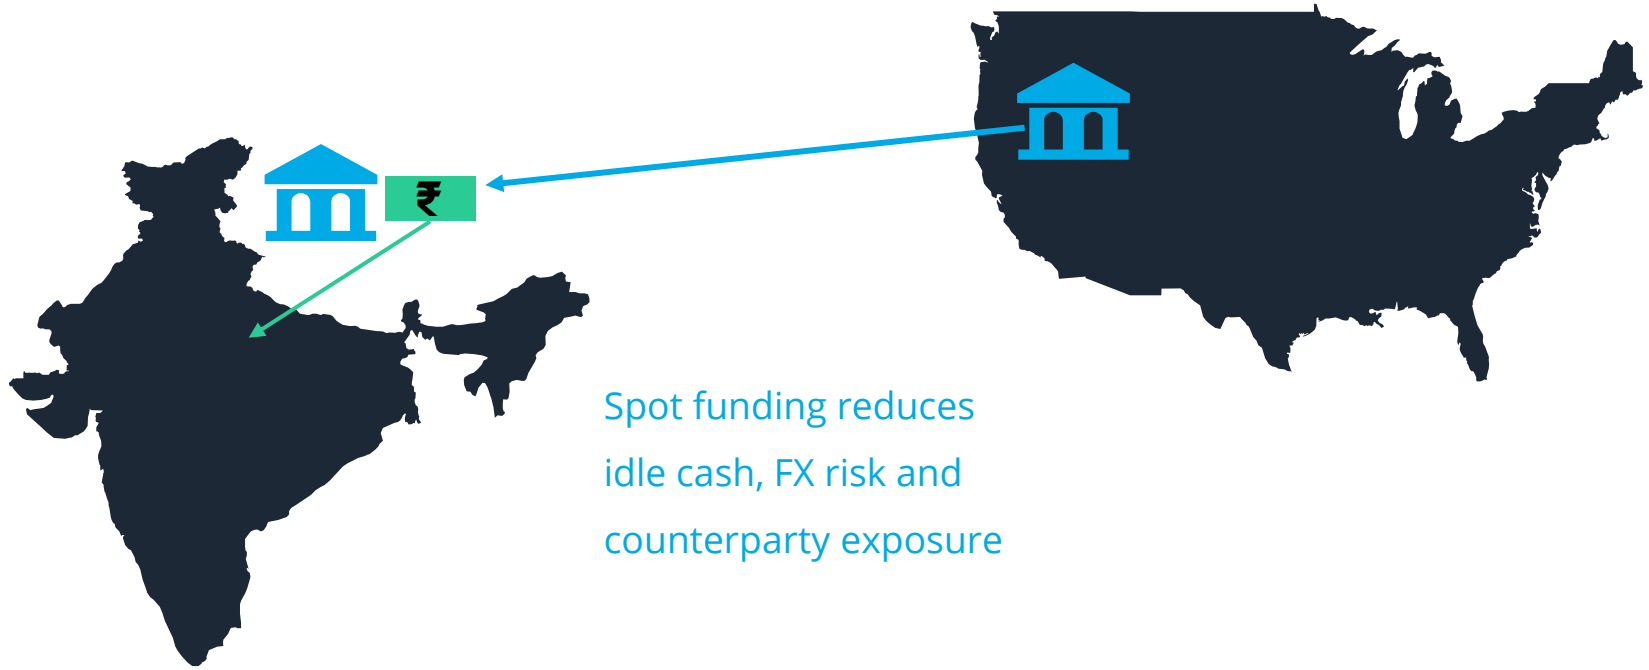 ₹
Spot funding reduces
idle cash, FX risk and
counterparty exposure